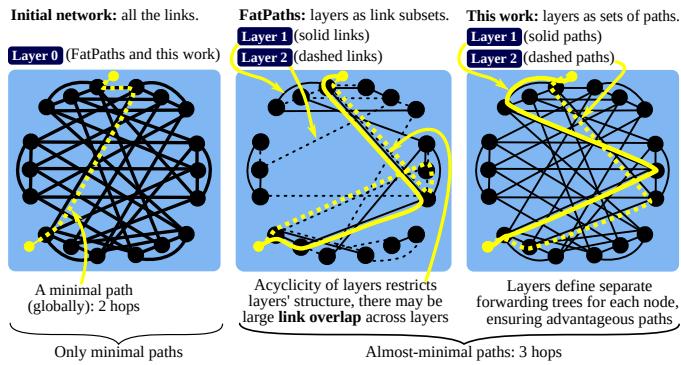 Initial network: all the links.
Layer 0 (FatPaths and this work)
A minimal path
(globally): 2 hops
Only minimal paths
FatPaths: layers as link subsets.
Layer 1 (solid links)
Layer 2 (dashed links)
Acyclicity of layers restricts
layers' structure, there may be
large link overlap across layers
This work: layers as sets of paths.
Layer 1 (solid paths)
Layer 2 (dashed paths)
Layers define separate
forwarding trees for each node,
ensuring advantageous paths
Almost-minimal paths: 3 hops